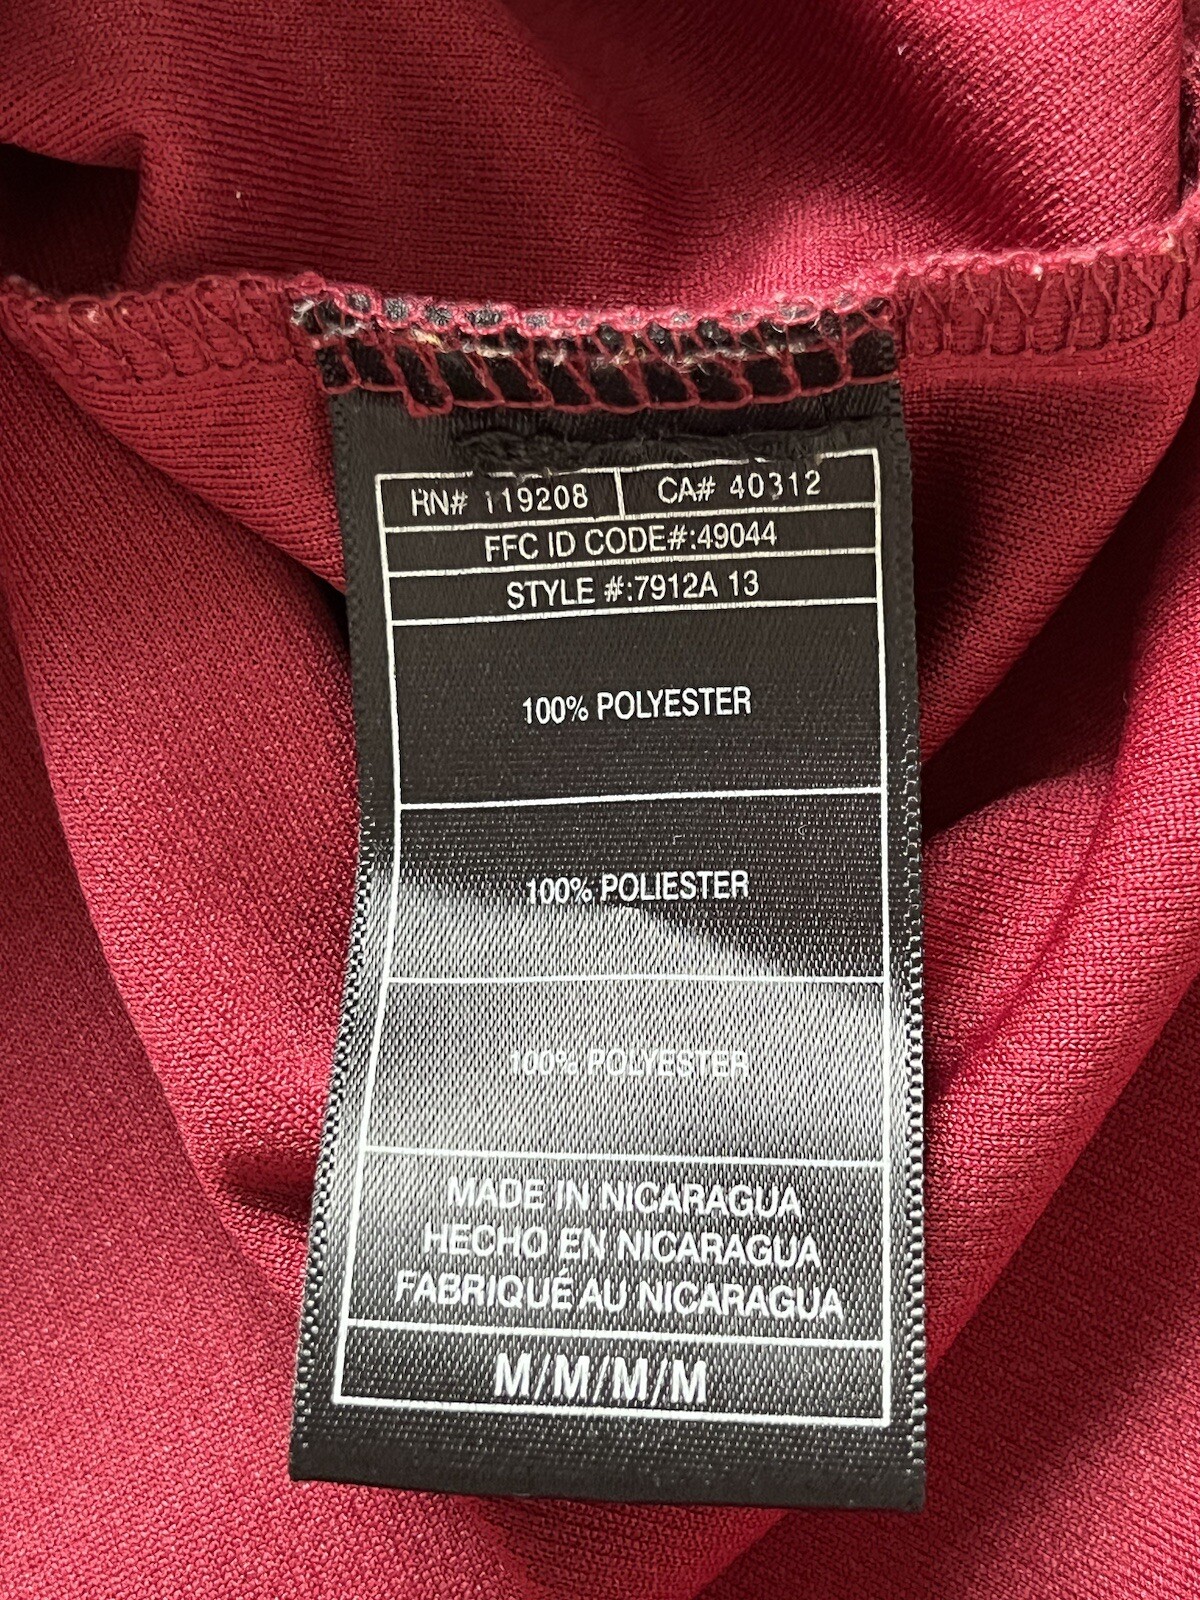 RN# 119208 CA# 40312
FFC ID CODE#:49044
STYLE #:7912A 13
100% POLYESTER
100% POLIESTER
100% POLYESTER
MADE IN NICARAGUA
HECHO EN NICARAGUA
FABRIQUÉ AU NICARAGUA
M/M/M/M